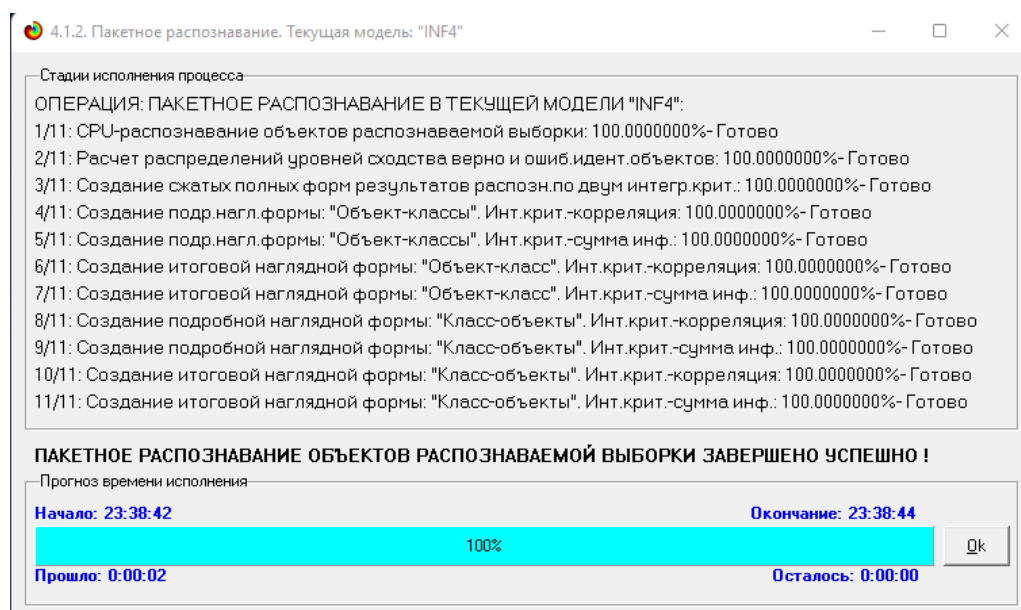 4.1.2. Пакетное распознавание. Текущая модель: "INF4"
Стадии исполнения процесса
ОПЕРАЦИЯ: ПАКЕТНОЕ РАСПОЗНАВАНИЕ В ТЕКУЩЕЙ МОДЕЛИ "INF4":
1/11: CPU-распознавание объектов распознаваемой выборки: 100.0000000%- Готово
2/11: Расчет распределений уровней сходства верно и ошиб.идент.объектов: 100.0000000%- Готово
3/11: Создание сжатых полных форм результатов распозн.по двум интегр.крит.: 100.0000000%- Готово
4/11: Создание подр.нагл.формы: "Объект-классы". Инт.крит.-корреляция: 100.0000000%- Готово
5/11: Создание подр.нагл.формы: "Объект-классы". Инт.крит.-сумма инф.: 100.0000000%- Готово
6/11: Создание итоговой наглядной формы: "Объект-класс". Инт.крит.-корреляция: 100.0000000%- Готово
7/11: Создание итоговой наглядной формы: "Объект-класс". Инт.крит.-сумма инф.: 100.0000000%- Готово
8/11: Создание подробной наглядной формы: "Класс-объекты". Инт.крит.-корреляция: 100.0000000%- Готово
9/11: Создание подробной наглядной формы: "Класс-объекты". Инт.крит.-сумма инф.: 100.0000000%- Готово
10/11: Создание итоговой наглядной формы: "Класс-объекты". Инт.крит.-корреляция: 100.0000000%- Готово
11/11: Создание итоговой наглядной формы: "Класс-объекты". Инт.крит.-сумма инф.: 100.0000000%- Готово
ПАКЕТНОЕ РАСПОЗНАВАНИЕ ОБЪЕКТОВ РАСПОЗНАВАЕМОЙ ВЫБОРКИ ЗАВЕРШЕНО УСПЕШНО !
Прогноз времени исполнения
Начало: 23:38:42 Окончание: 23:38:44
100% Ok
Прошло: 0:00:02 Осталось: 0:00:00